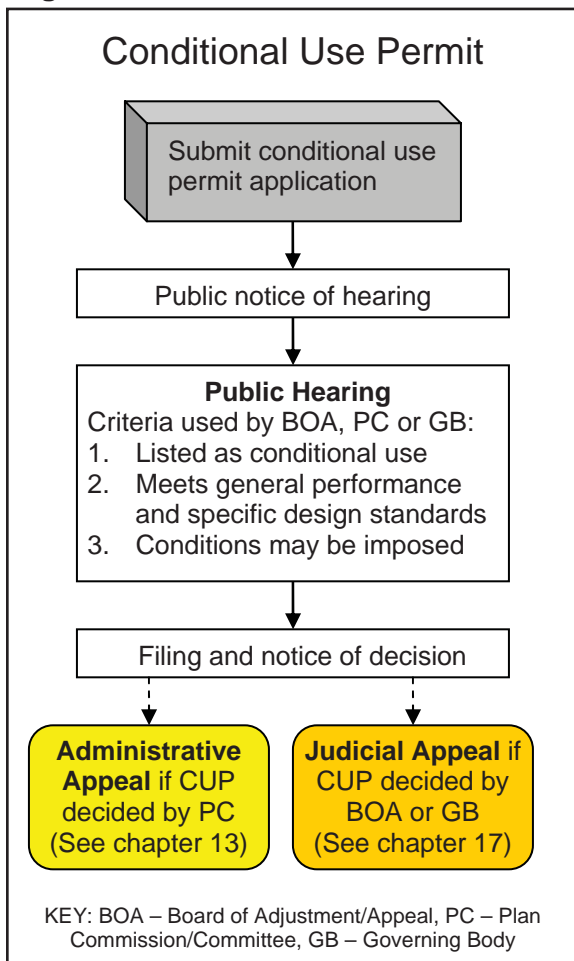 Conditional Use Permit
Submit conditional use
permit application
Public notice of hearing
Public Hearing
Criteria used by BOA, PC or GB:
1. Listed as conditional use
2. Meets general performance
and specific design standards
3. Conditions may be imposed
Filing and notice of decision
Administrative
Appeal if CUP
decided by PC
(See chapter 13)
Judicial Appeal if
CUP decided by
BOA or GB
(See chapter 17)
KEY: BOA – Board of Adjustment/Appeal, PC – Plan
Commission/Committee, GB – Governing Body